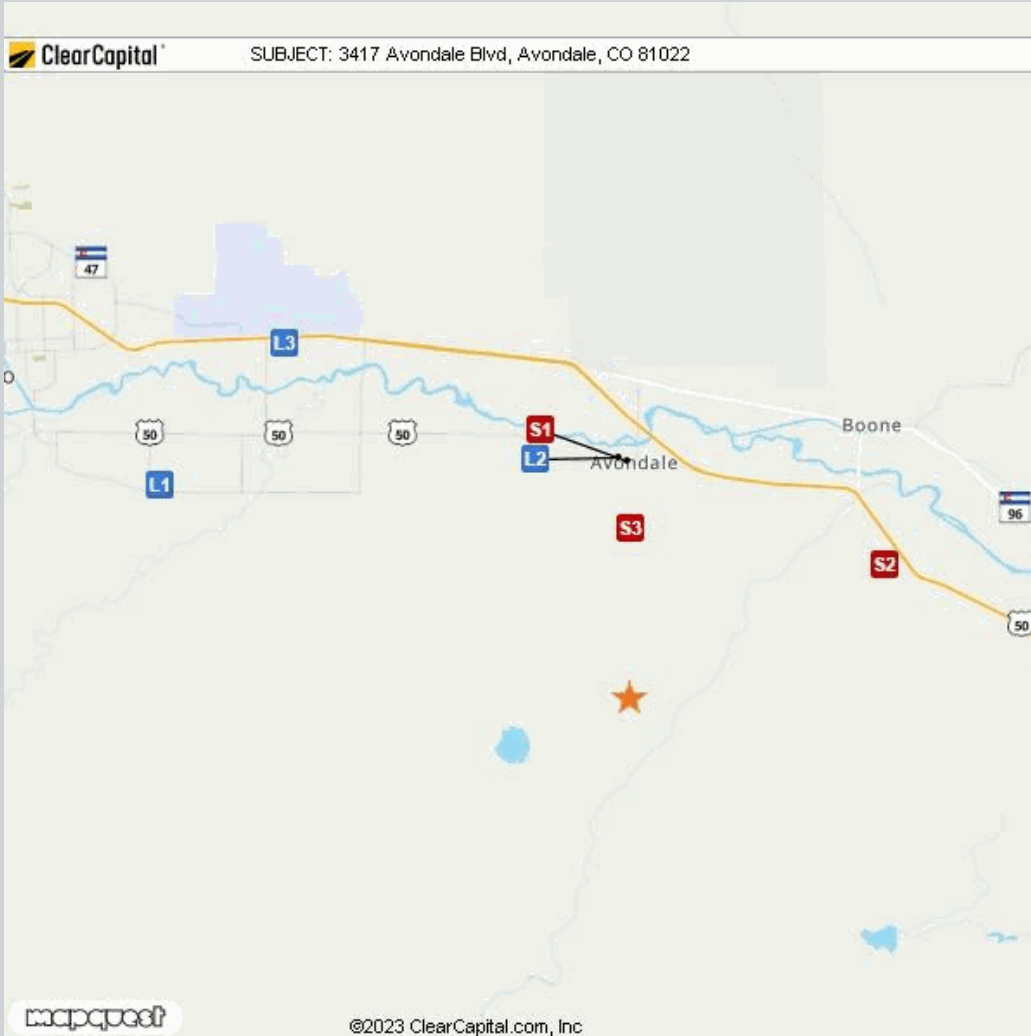 ClearCapital SUBJECT: 3417 Avondale Blvd, Avondale, CO 81022
47
L3
O
Boone
50 50 50 S1
L2 Avondale
L1
96
S3
S2
50
mapquest ©2023 ClearCapital.com, Inc